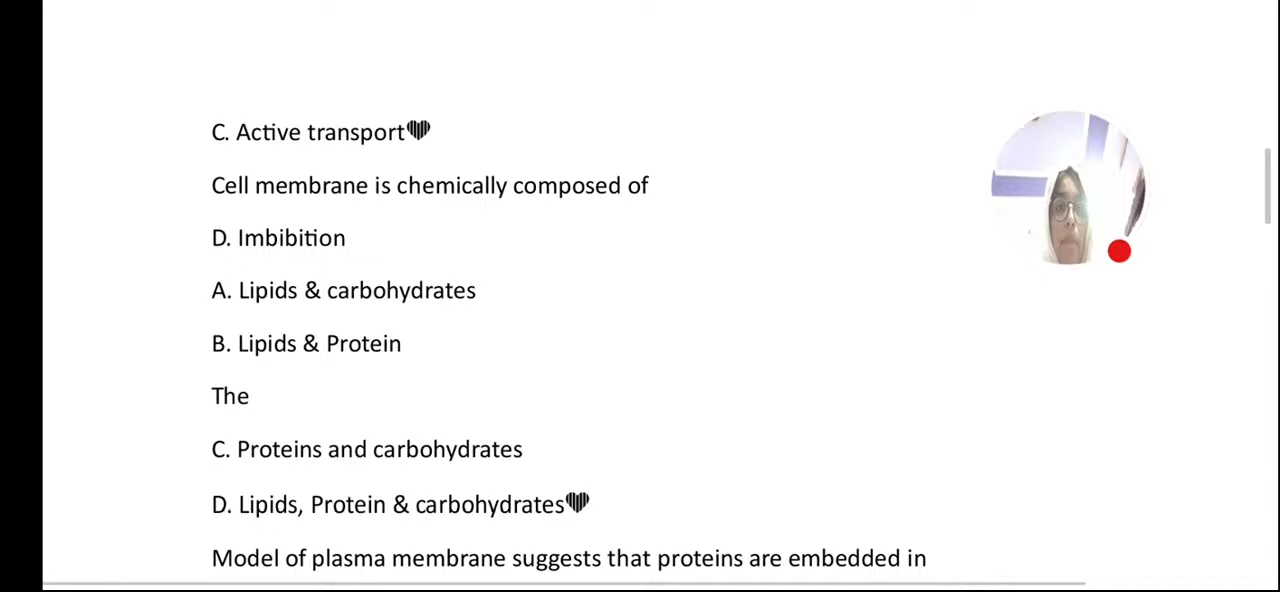 C. Active transport🖤
Cell membrane is chemically composed of
D. Imbibition
A. Lipids & carbohydrates
B. Lipids & Protein
The
C. Proteins and carbohydrates
D. Lipids, Protein & carbohydrates🖤
Model of plasma membrane suggests that proteins are embedded in